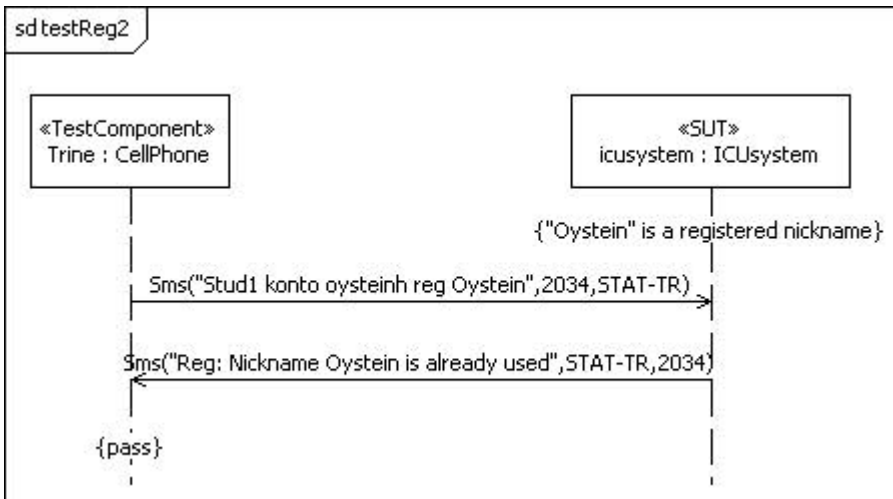 sd testReg2
«TestComponent»
Trine : CellPhone
«SUT»
icusystem : ICUsystem
{"Oystein" is a registered nickname}
Sms("Stud1 konto oysteinh reg Oystein",2034,STAT-TR)
Sms("Reg: Nickname Oystein is already used",STAT-TR,2034)
{pass}